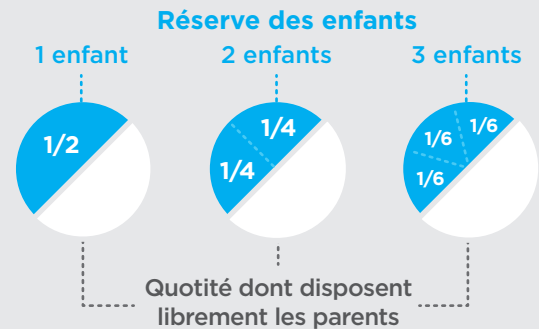 Réserve des enfants
1 enfant 2 enfants 3 enfants
1/2 1/4 1/4 1/6 1/6 1/6
Quotité dont disposent
librement les parents